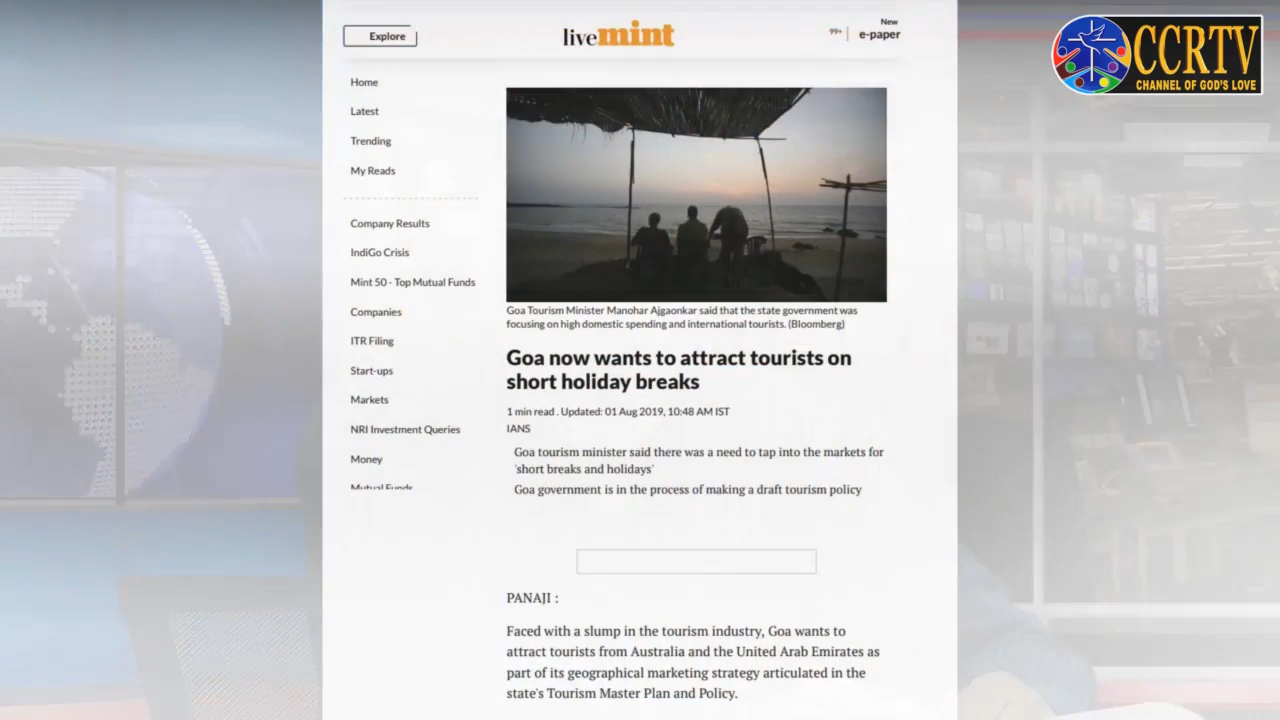 Explore
livemint
99+
New
e-paper
CCRTV
CHANNEL OF GOD'S LOVE
Home
Latest
Trending
My Reads
Company Results
IndiGo Crisis
Mint 50 - Top Mutual Funds
Companies
ITR Filing
Start-ups
Markets
NRI Investment Queries
Money
Mutual Funds
Goa Tourism Minister Manohar Ajgaonkar said that the state government was
focusing on high domestic spending and international tourists. (Bloomberg)
Goa now wants to attract tourists on
short holiday breaks
1 min read . Updated: 01 Aug 2019, 10:48 AM IST
IANS
Goa tourism minister said there was a need to tap into the markets for
'short breaks and holidays'
Goa government is in the process of making a draft tourism policy
PANAJI :
Faced with a slump in the tourism industry, Goa wants to
attract tourists from Australia and the United Arab Emirates as
part of its geographical marketing strategy articulated in the
state's Tourism Master Plan and Policy.